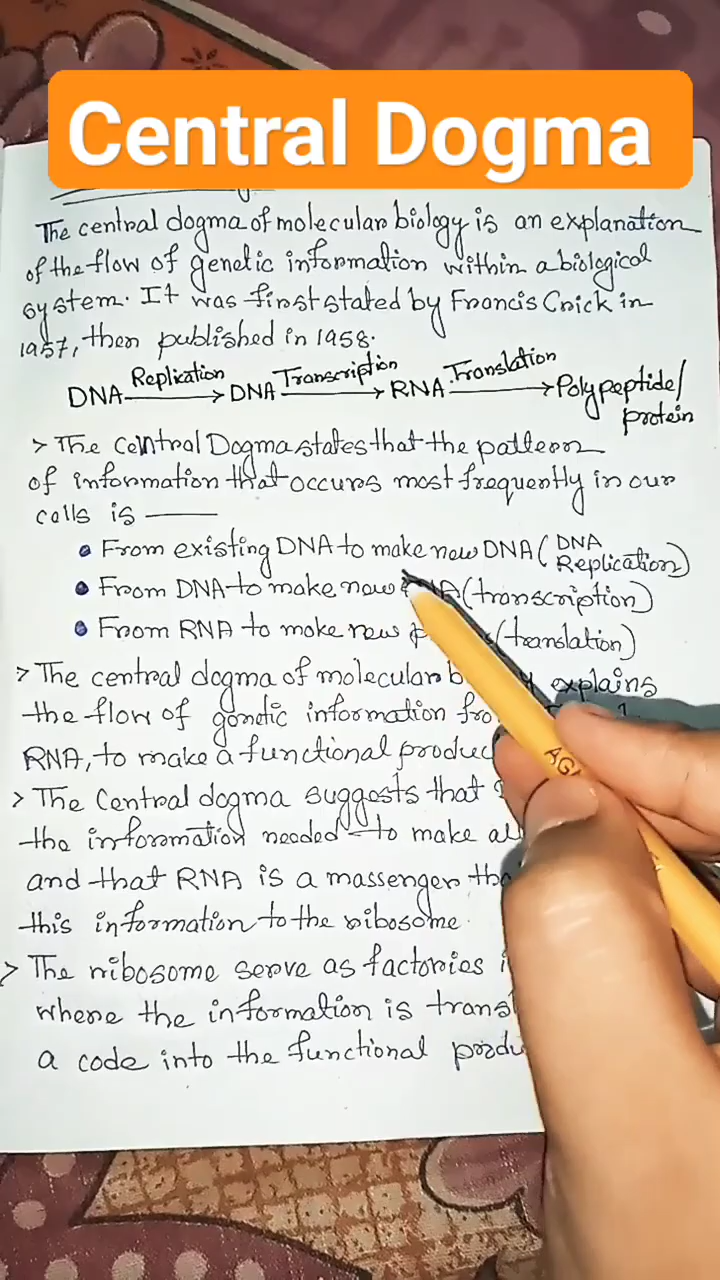 Central Dogma
The central dogma of molecular biology is an explanation
of the flow of genetic information within a biological
system. It was first stated by Francis Crick in
1957, then published in 1958.
DNA Replication DNA Transcription RNA Translation Polypeptide/
protein
> The Central Dogma states that the pattern
of information that occurs most frequently in our
cells is
• From existing DNA to make new DNA (DNA
Replication)
• From DNA to make new RNA (transcription)
• From RNA to make new (translation)
> The central dogma of molecular explains
the flow of genetic information
RNA, to make a functional
> The Central dogma suggests that
the information needed to make
and that RNA is a massenger
this information to the ribosome.
> The ribosome serve as factories
where the information is
a code into the functional